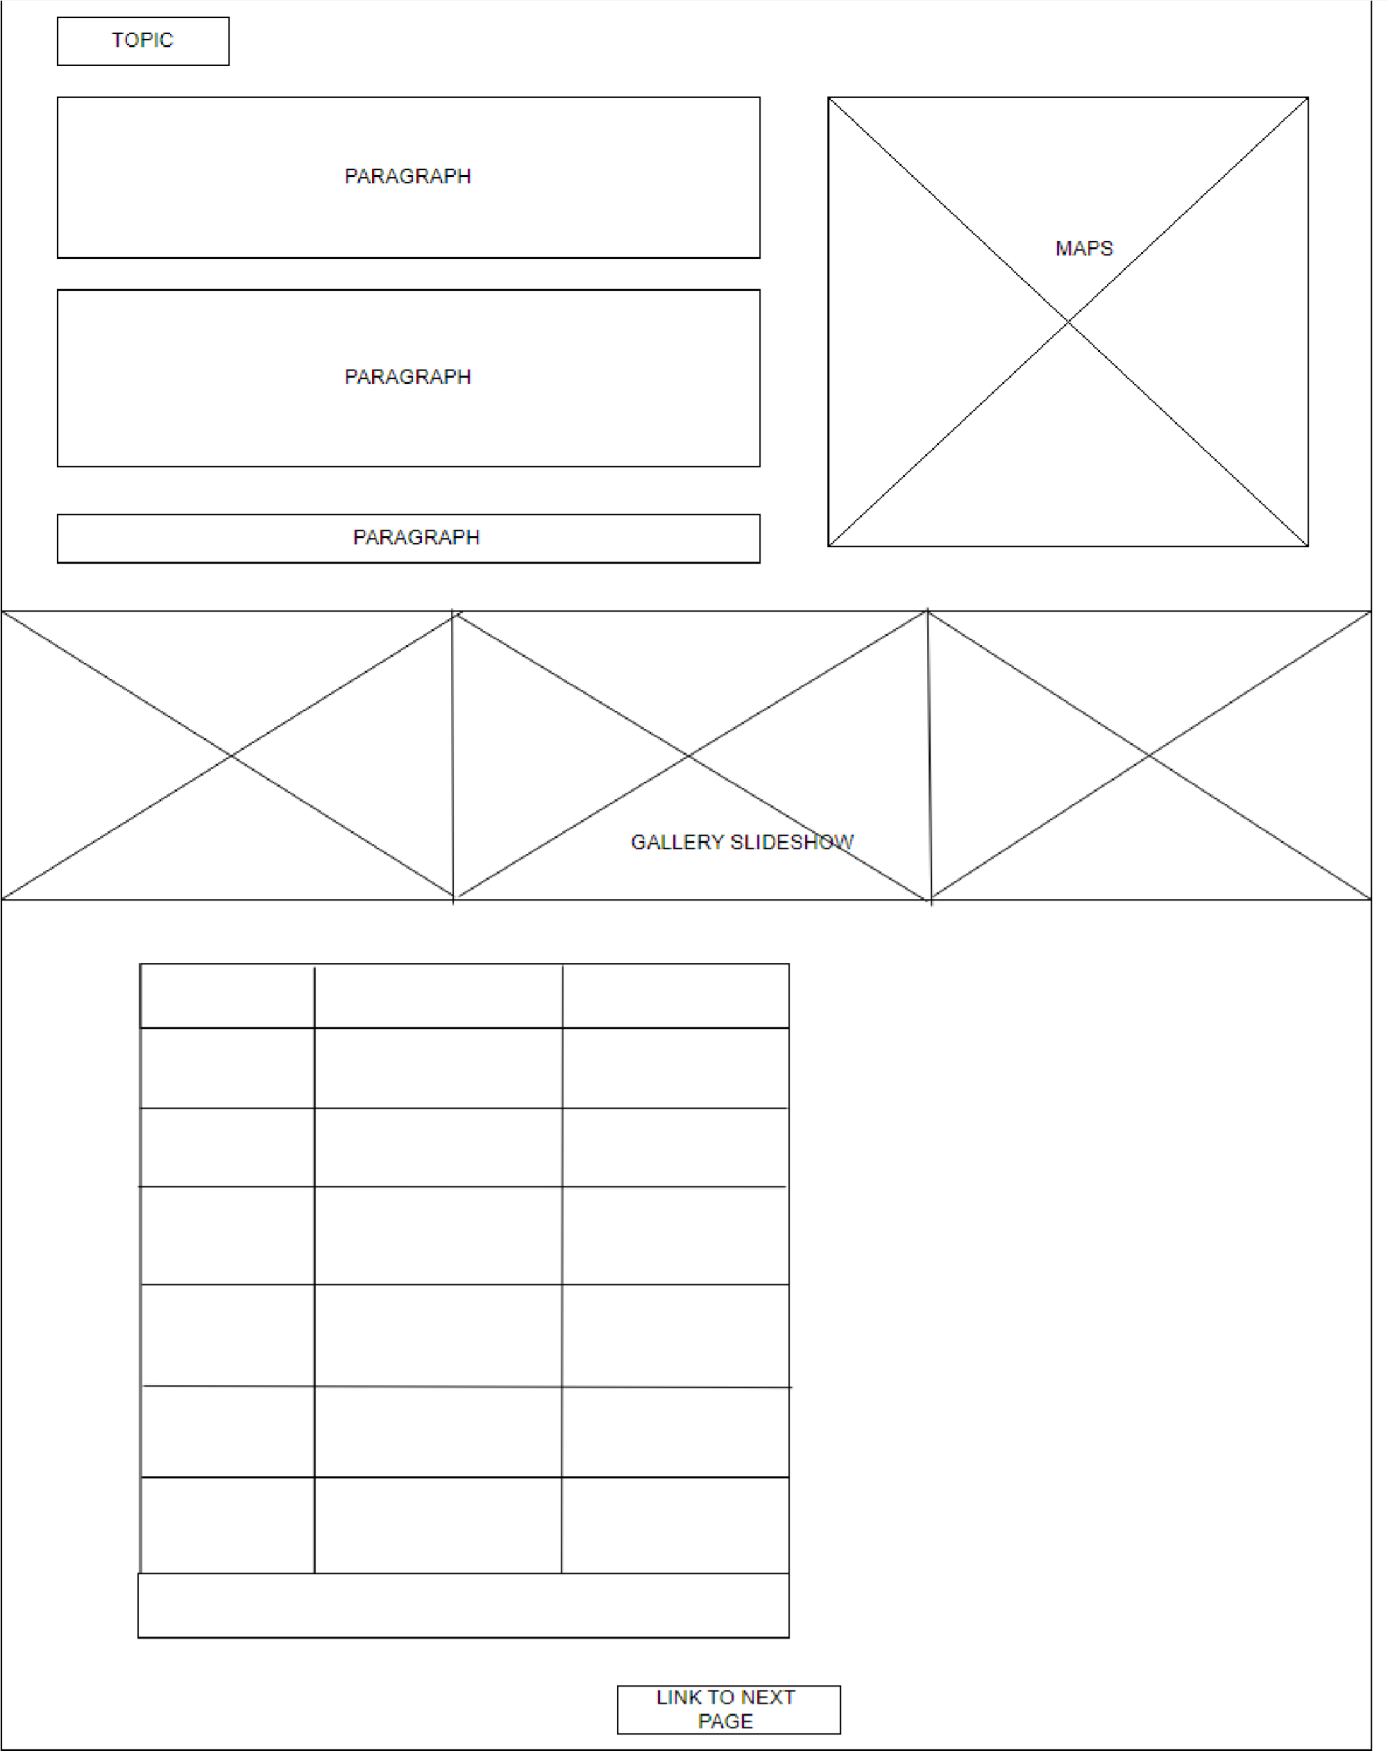 TOPIC
PARAGRAPH
MAPS
PARAGRAPH
PARAGRAPH
GALLERY SLIDESHOW
LINK TO NEXT
PAGE